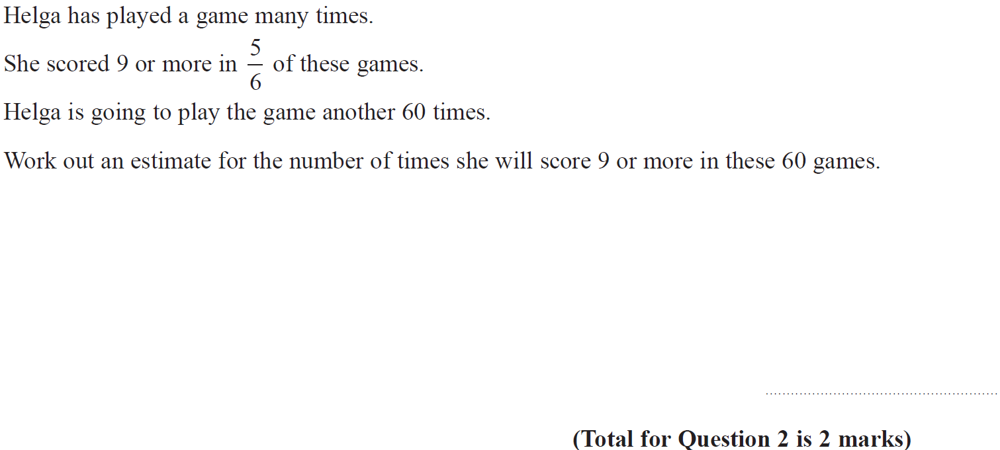 Helga has played a game many times.
She scored 9 or more in 5/6 of these games.
Helga is going to play the game another 60 times.
Work out an estimate for the number of times she will score 9 or more in these 60 games.
(Total for Question 2 is 2 marks)